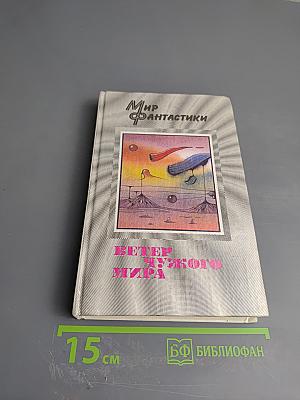 Мир
Фантастики
ВЕТЕР
ЧУЖОГО
МИРА
15 см
БФ БИБЛИОФАН